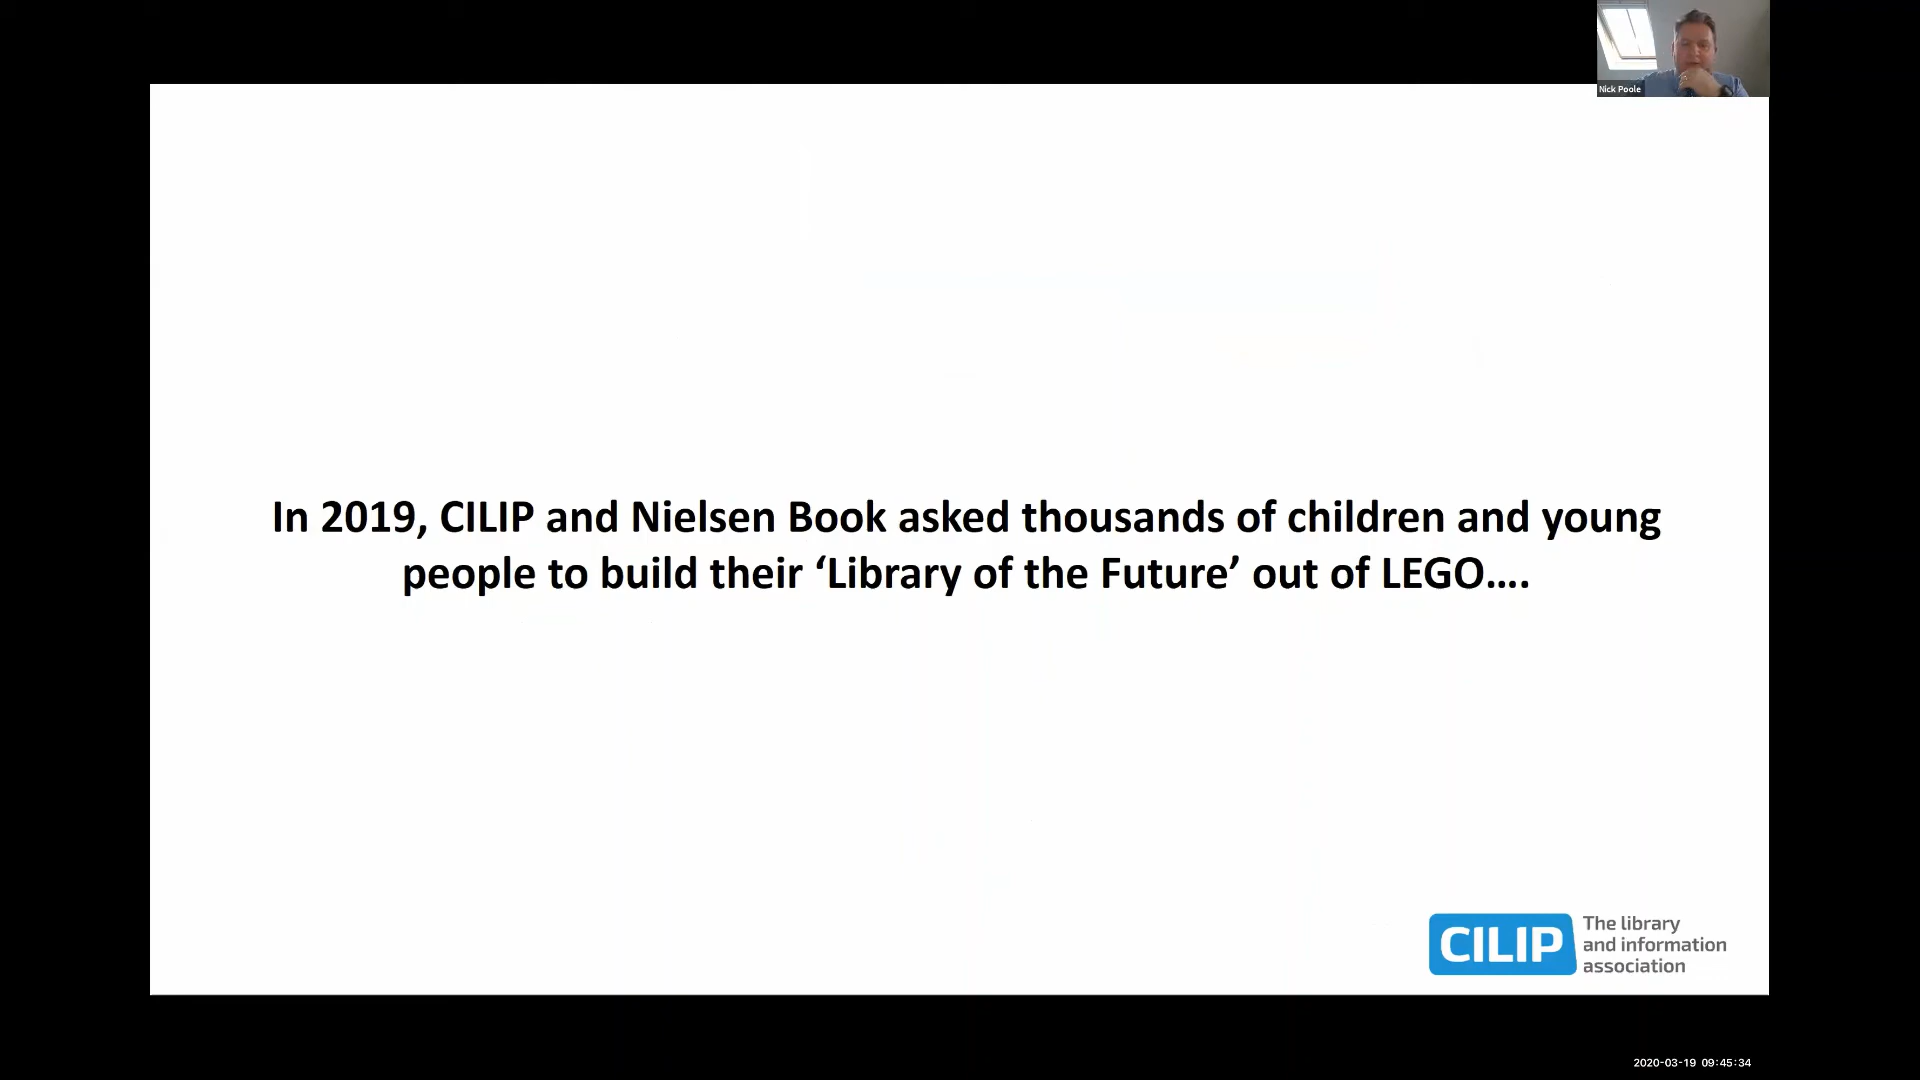 Nick Poole
In 2019, CILIP and Nielsen Book asked thousands of children and young
people to build their ‘Library of the Future’ out of LEGO….
CILIP
The library
and information
association
2020-03-19 09:45:34